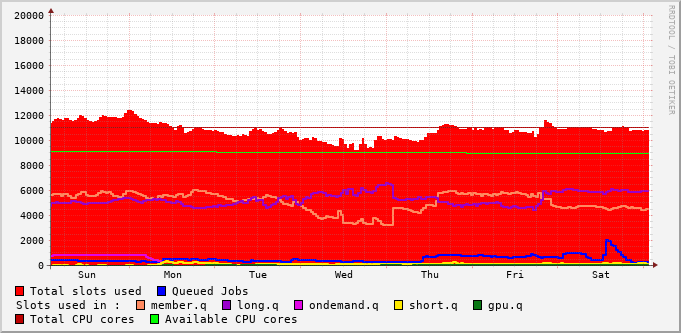 20000
18000
16000
14000
12000
10000
8000
6000
4000
2000
0
Sun Mon Tue Wed Thu Fri Sat
Total slots used Queued Jobs
Slots used in : member.q long.q ondemand.q short.q gpu.q
Total CPU cores Available CPU cores
RRDTOOL / TOBI OETIKER